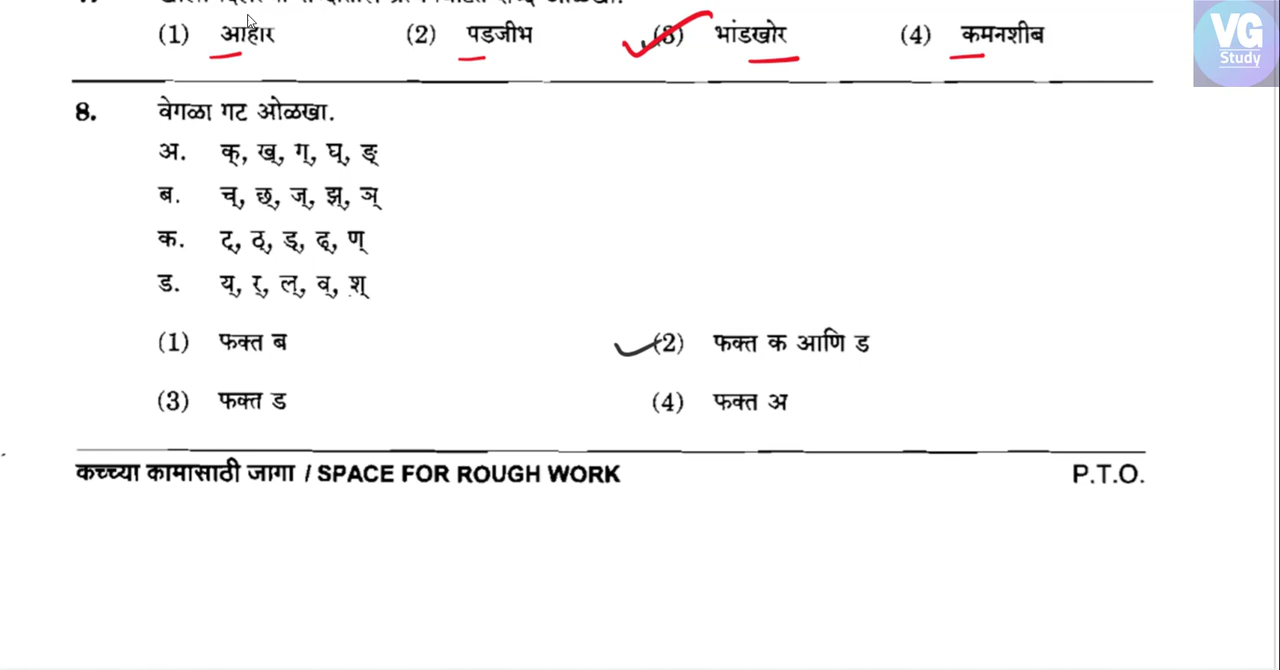 VG
Study
(1) आहार (2) पडजीभ (3) भांडखोर (4) कमनशीब
8. वेगळा गट ओळखा.
अ. क्, ख्, ग्, घ्, ङ्
ब. च्, छ्, ज्, झ्, ञ्
क. ट्, ठ्, ड्, ढ्, ण्
ड. य्, र्, ल्, व्, श्
(1) फक्त ब (2) फक्त क आणि ड
(3) फक्त ड (4) फक्त अ
कच्च्या कामासाठी जागा / SPACE FOR ROUGH WORK P.T.O.